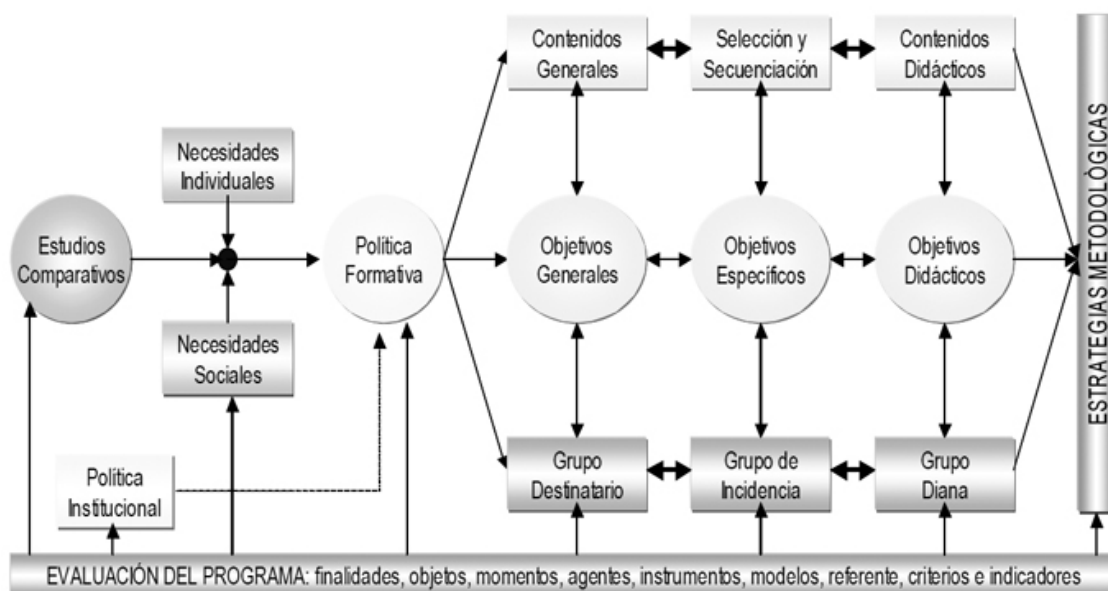 Contenidos
Generales
Selección y
Secuenciación
Contenidos
Didácticos
Necesidades
Individuales
Estudios
Comparativos
Política
Formativa
Objetivos
Generales
Objetivos
Específicos
Objetivos
Didácticos
Necesidades
Sociales
Política
Institucional
Grupo
Destinatario
Grupo de
Incidencia
Grupo
Diana
ESTRATEGIAS METODOLÒGICAS
EVALUACIÓN DEL PROGRAMA: finalidades, objetos, momentos, agentes, instrumentos, modelos, referente, criterios e indicadores